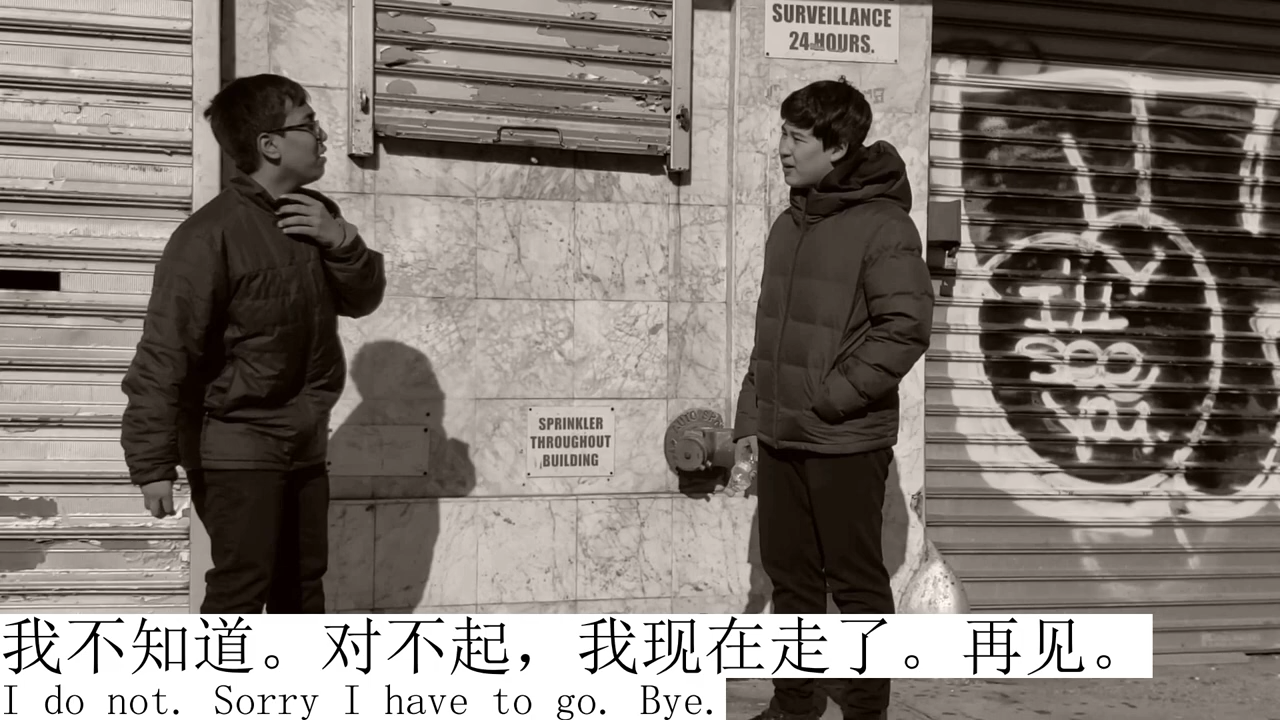 SURVEILLANCE
24 HOURS.
SPRINKLER
THROUGHOUT
BUILDING
我不知道。对不起，我现在走了。再见。
I do not. Sorry I have to go. Bye.